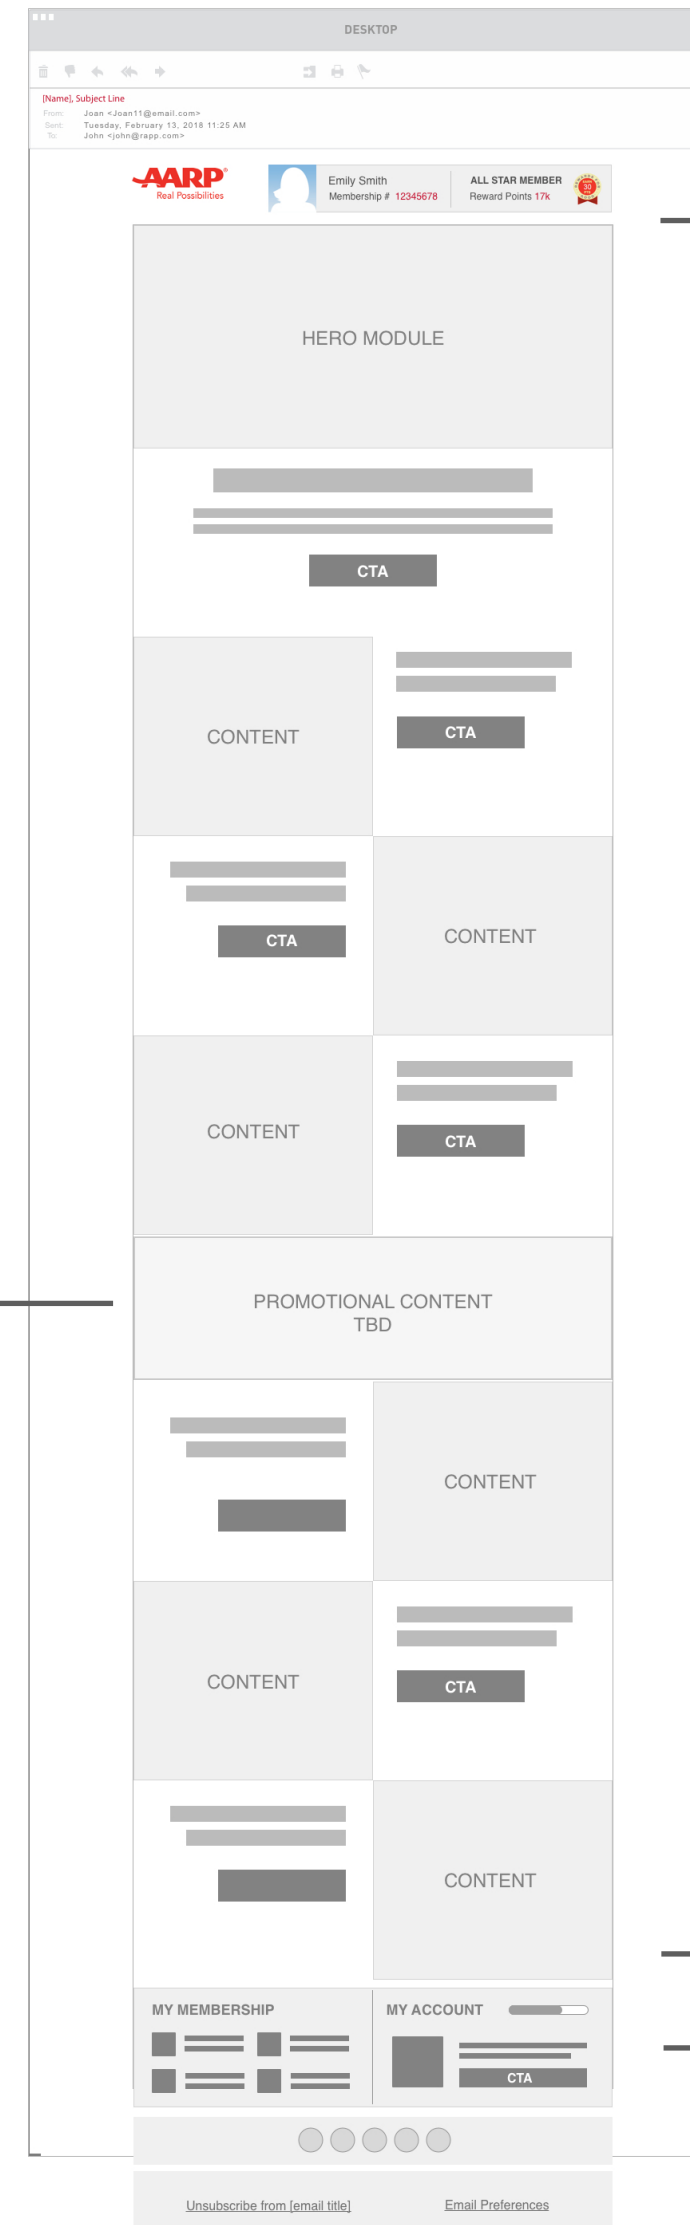 DESKTOP
[Name], Subject Line
From: Joan <Joan11@email.com>
Sent: Tuesday, February 13, 2018 11:25 AM
To: John <john@rapp.com>
AARP®
Real Possibilities
Emily Smith
Membership # 12345678
ALL STAR MEMBER
Reward Points 17k
30
HERO MODULE
CTA
CONTENT
CTA
CTA
CONTENT
CONTENT
CTA
PROMOTIONAL CONTENT
TBD
CONTENT
CONTENT
CTA
CONTENT
MY MEMBERSHIP
MY ACCOUNT
CTA
Unsubscribe from [email title]
Email Preferences